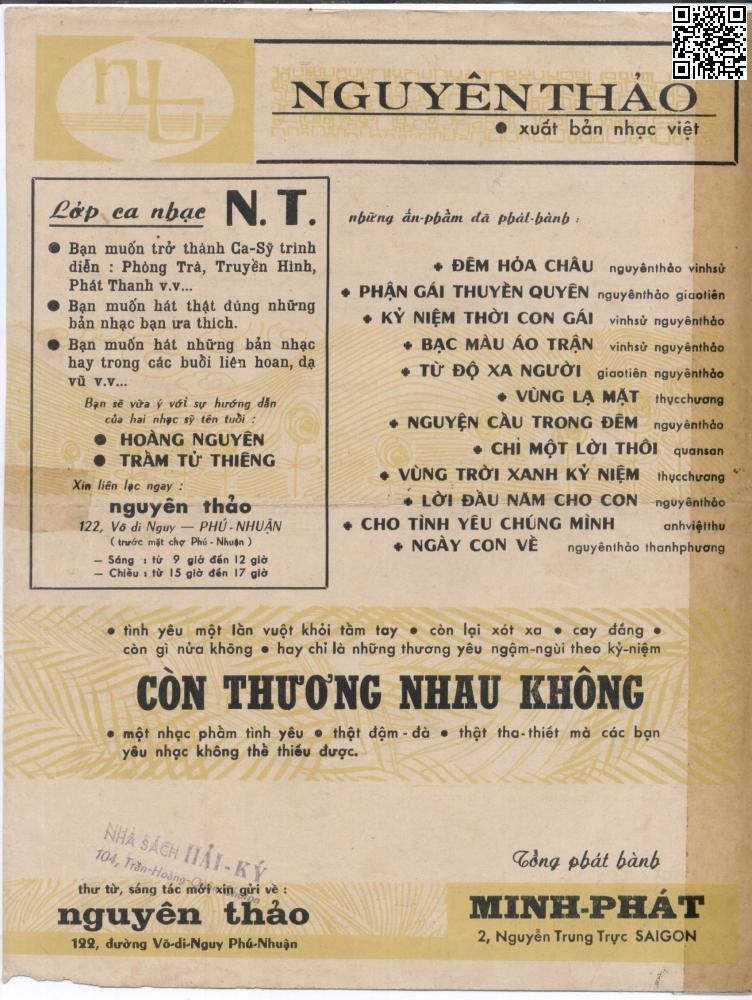 nt
NGUYÊN THẢO
● xuất bản nhạc việt
Lớp ca nhạc N.T.
● Bạn muốn trở thành Ca-Sỹ trình
diễn : Phòng Trà, Truyền Hình,
Phát Thanh v.v...
● Bạn muốn hát thật đúng những
bản nhạc bạn ưa thích.
● Bạn muốn hát những bản nhạc
hay trong các buổi liên hoan, dạ
vũ v.v...
Bạn sẽ vừa ý với sự hướng dẫn
của hai nhạc sỹ tên tuổi :
● HOÀNG NGUYÊN
● TRẦM TỬ THIÊNG
Xin liên lạc ngay :
nguyên thảo
122, Võ di Nguy — PHÚ-NHUẬN
( trước mặt chợ Phú-Nhuận )
— Sáng : từ 9 giờ đến 12 giờ
— Chiều : từ 15 giờ đến 17 giờ
những ấn-phẩm đã phát-hành :
ĐÊM HỎA CHÂU nguyênthảo vinhsử
PHẬN GÁI THUYỀN QUYÊN nguyênthảo giaotiên
KỶ NIỆM THỜI CON GÁI vinhsử nguyênthảo
BẠC MÀU ÁO TRẬN vinhsử nguyênthảo
TỪ ĐỘ XA NGƯỜI giaotiên nguyênthảo
VÙNG LẠ MẶT thụcchương
NGUYỆN CẦU TRONG ĐÊM nguyênthảo
CHỈ MỘT LỜI THÔI quansan
VÙNG TRỜI XANH KỶ NIỆM thụcchương
LỜI ĐẦU NĂM CHO CON nguyênthảo
CHO TÌNH YÊU CHÚNG MÌNH anhviệtthu
NGÀY CON VỀ nguyênthảo thanhphương
● tình yêu một lần vuột khỏi tầm tay ● còn lại xót xa ● cay đắng ●
còn gì nữa không ● hay chỉ là những thương yêu ngậm-ngùi theo kỷ-niệm
CÒN THƯƠNG NHAU KHÔNG
● một nhạc phẩm tình yêu ● thật đậm-đà ● thật tha-thiết mà các bạn
yêu nhạc không thể thiếu được.
NHÀ SÁCH HẢI-KÝ
104, Trần-Hoàng-
thư từ, sáng tác mới xin gửi về :
nguyên thảo
122, đường Võ-di-Nguy Phú-Nhuận
Tổng phát hành
MINH-PHÁT
2, Nguyễn Trung Trực SAIGON